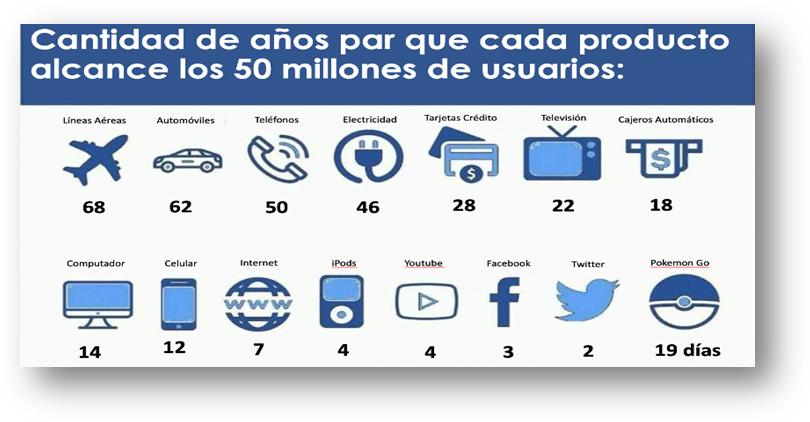 Cantidad de años par que cada producto
alcance los 50 millones de usuarios:
Líneas Aéreas Automóviles Teléfonos Electricidad Tarjetas Crédito Televisión Cajeros Automáticos
$ $
68 62 50 46 28 22 18
Computador Celular Internet iPods Youtube Facebook Twitter Pokemon Go
www f
14 12 7 4 4 3 2 19 días